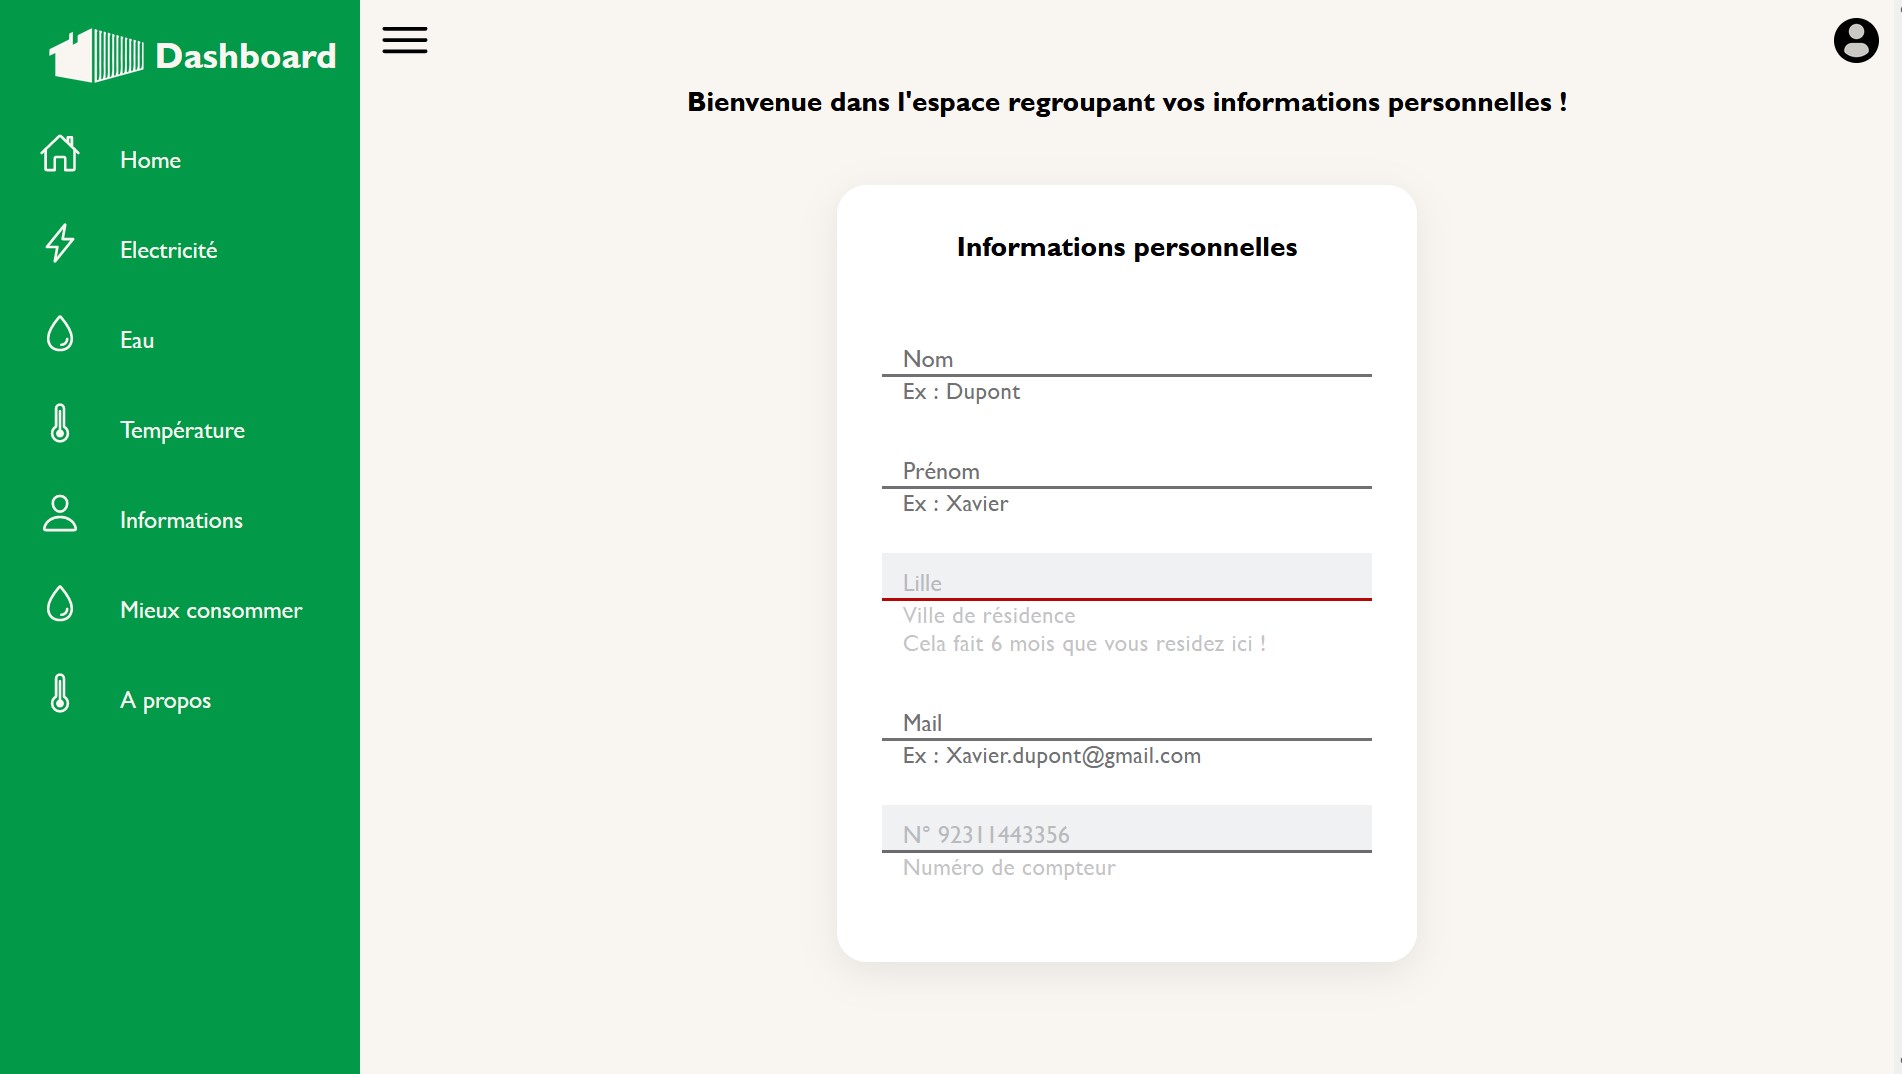 Dashboard
Home
Electricité
Eau
Température
Informations
Mieux consommer
A propos
Bienvenue dans l'espace regroupant vos informations personnelles !
Informations personnelles
Nom
Ex : Dupont
Prénom
Ex : Xavier
Lille
Ville de résidence
Cela fait 6 mois que vous residez ici !
Mail
Ex : Xavier.dupont@gmail.com
N° 92311443356
Numéro de compteur